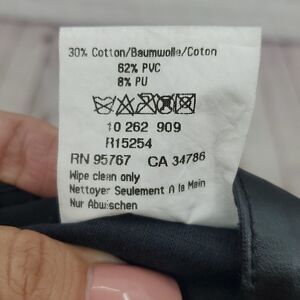 30% Cotton/Baumwolle/Coton
62% PVC
8% PU
10 262 909
R15254
RN 95767 CA 34786
Wipe clean only
Nettoyer Seulement A la Main
Nur Abwischen